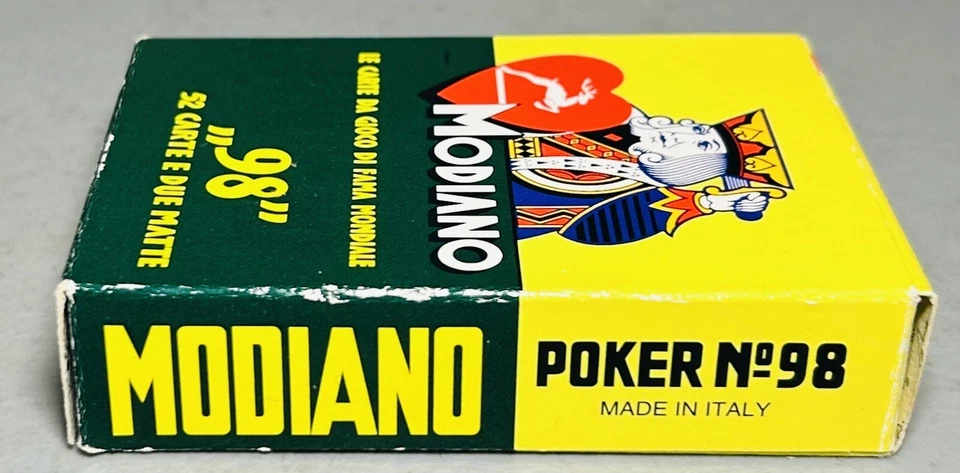 MODIANO
LE CARTE DA GIOCO DI FAMA MONDIALE
„98”
52 CARTE E DUE MATTE
MODIANO
POKER Nº98
MADE IN ITALY